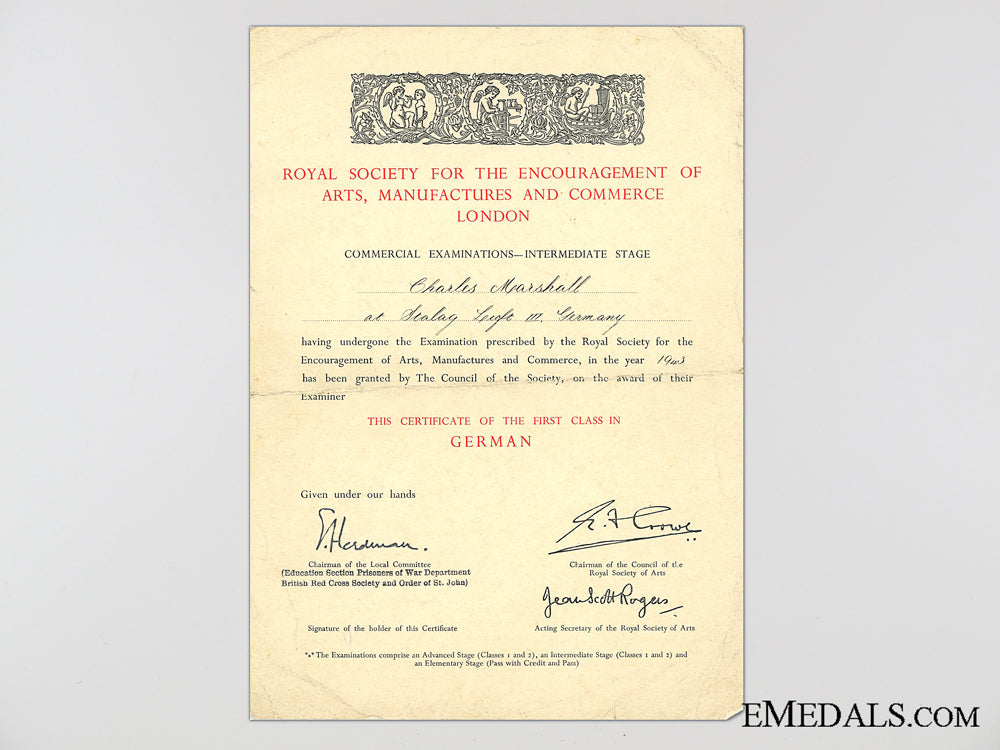 ROYAL SOCIETY FOR THE ENCOURAGEMENT OF
ARTS, MANUFACTURES AND COMMERCE
LONDON
COMMERCIAL EXAMINATIONS—INTERMEDIATE STAGE
Charles Marshall
at Stalag Luft III. Germany
having undergone the Examination prescribed by the Royal Society for the
Encouragement of Arts, Manufactures and Commerce, in the year 1943
has been granted by The Council of the Society, on the award of their
Examiner
THIS CERTIFICATE OF THE FIRST CLASS IN
GERMAN
Given under our hands
E. F. Crowe
Chairman of the Local Committee
(Education Section Prisoners of War Department
British Red Cross Society and Order of St. John)
Chairman of the Council of the
Royal Society of Arts
Jean Scott Rogers
Signature of the holder of this Certificate
Acting Secretary of the Royal Society of Arts
*⁎* The Examinations comprise an Advanced Stage (Classes 1 and 2), an Intermediate Stage (Classes 1 and 2) and
an Elementary Stage (Pass with Credit and Pass)
EMEDALS.COM